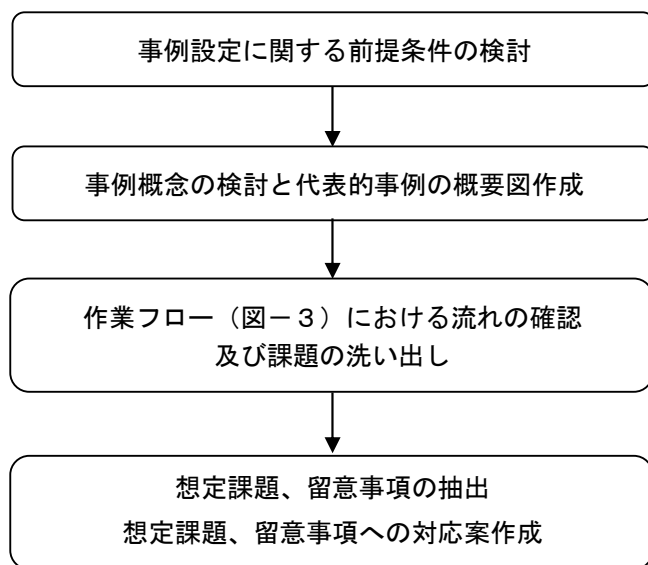 事例設定に関する前提条件の検討
事例概念の検討と代表的事例の概要図作成
作業フロー（図－３）における流れの確認
及び課題の洗い出し
想定課題、留意事項の抽出
想定課題、留意事項への対応案作成